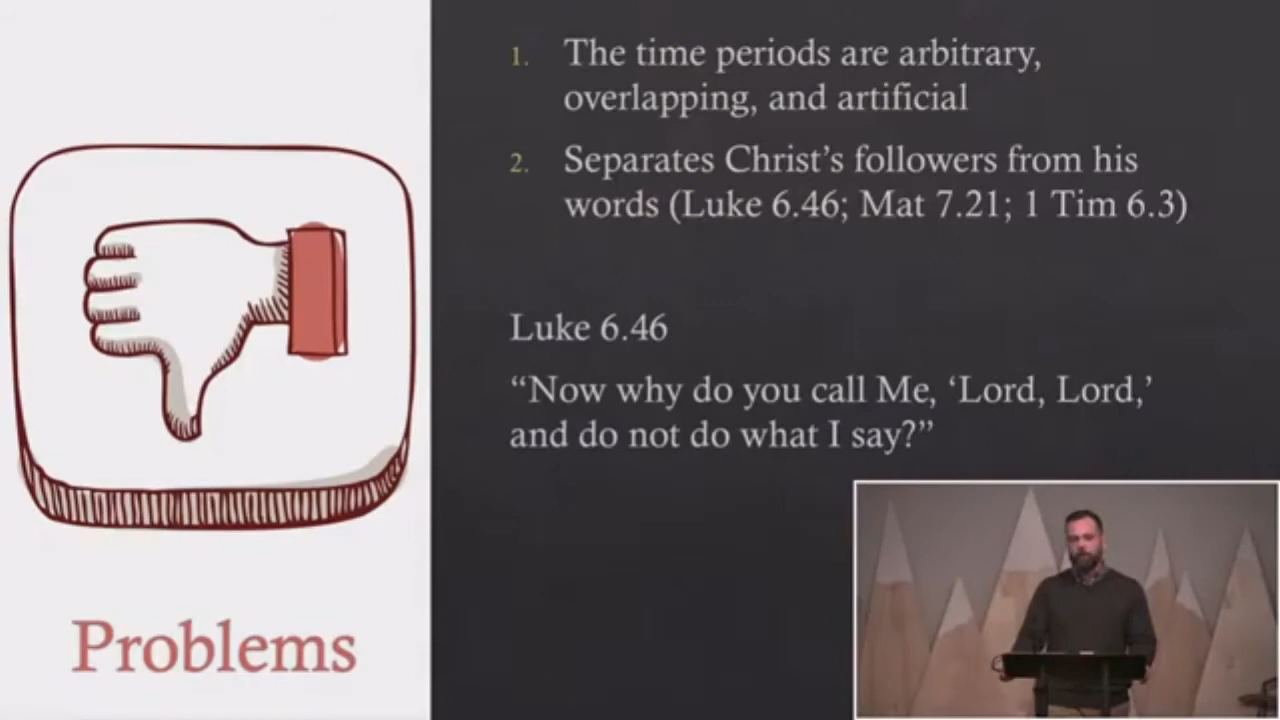 1. The time periods are arbitrary,
overlapping, and artificial
2. Separates Christ’s followers from his
words (Luke 6.46; Mat 7.21; 1 Tim 6.3)
Luke 6.46
“Now why do you call Me, ‘Lord, Lord,’
and do not do what I say?”
Problems